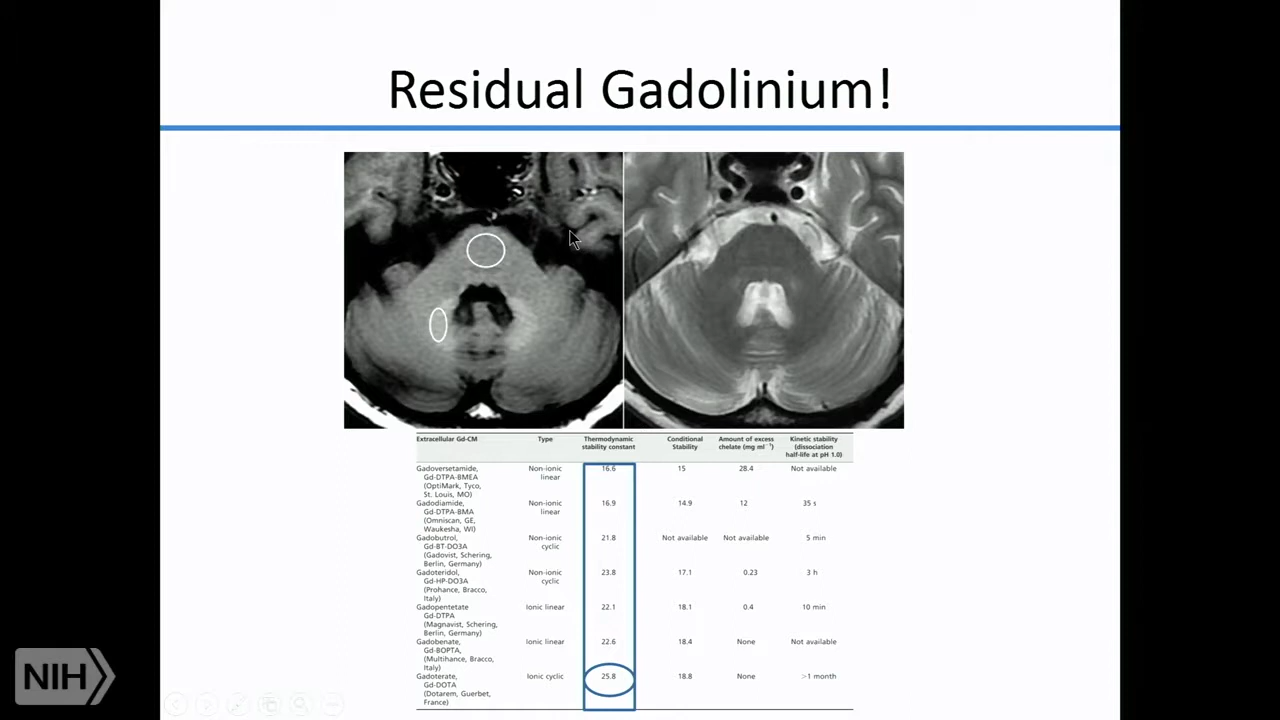 Residual Gadolinium!
Extracellular Gd-CM Type Thermodynamic stability constant Conditional Stability Amount of excess chelate (mg ml⁻¹) Kinetic stability (dissociation half-life at pH 1.0)
Gadoversetamide, Non-ionic 16.6 15 28.4 Not available
Gd-DTPA-BMEA linear
(OptiMark, Tyco,
St. Louis, MO)
Gadodiamide, Non-ionic 16.9 14.9 12 35 s
Gd-DTPA-BMA linear
(Omniscan, GE,
Waukesha, WI)
Gadobutrol, Non-ionic 21.8 Not available Not available 5 min
Gd-BT-DO3A cyclic
(Gadovist, Schering,
Berlin, Germany)
Gadoteridol, Non-ionic 23.8 17.1 0.23 3 h
Gd-HP-DO3A cyclic
(Prohance, Bracco,
Italy)
Gadopentetate Ionic linear 22.1 18.1 0.4 10 min
Gd-DTPA
(Magnavist, Schering,
Berlin, Germany)
Gadobenate, Ionic linear 22.6 18.4 None Not available
Gd-BOPTA,
(Multihance, Bracco,
Italy)
Gadoterate, Ionic cyclic 25.8 18.8 None >1 month
Gd-DOTA
(Dotarem, Guerbet,
France)
NIH